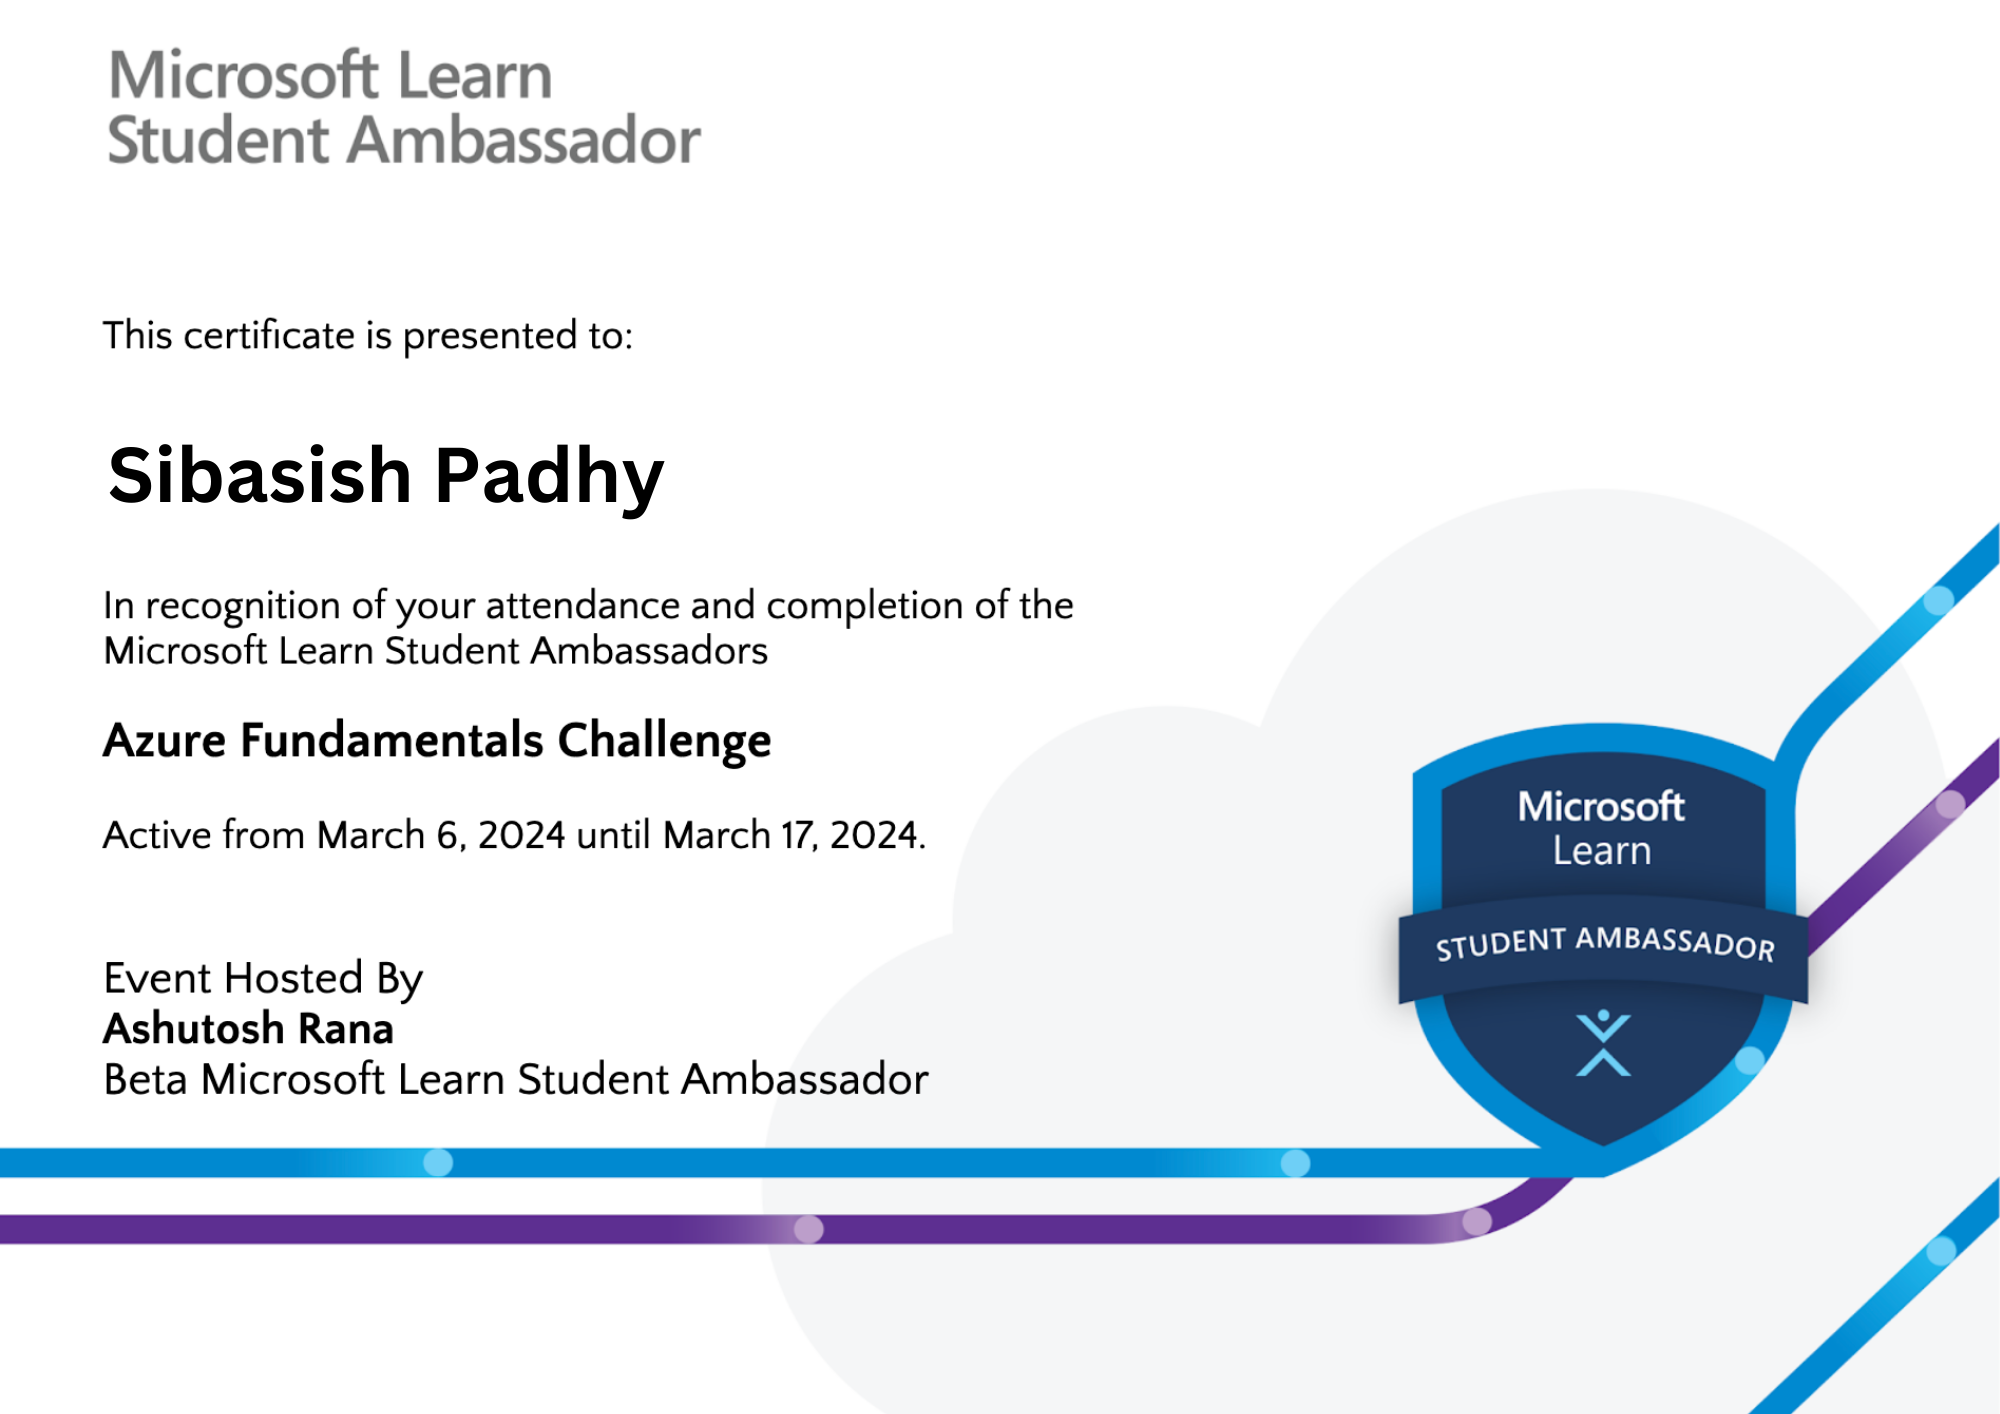 Microsoft Learn
Student Ambassador
This certificate is presented to:
Sibasish Padhy
In recognition of your attendance and completion of the
Microsoft Learn Student Ambassadors
Azure Fundamentals Challenge
Active from March 6, 2024 until March 17, 2024.
Event Hosted By
Ashutosh Rana
Beta Microsoft Learn Student Ambassador
Microsoft
Learn
STUDENT AMBASSADOR